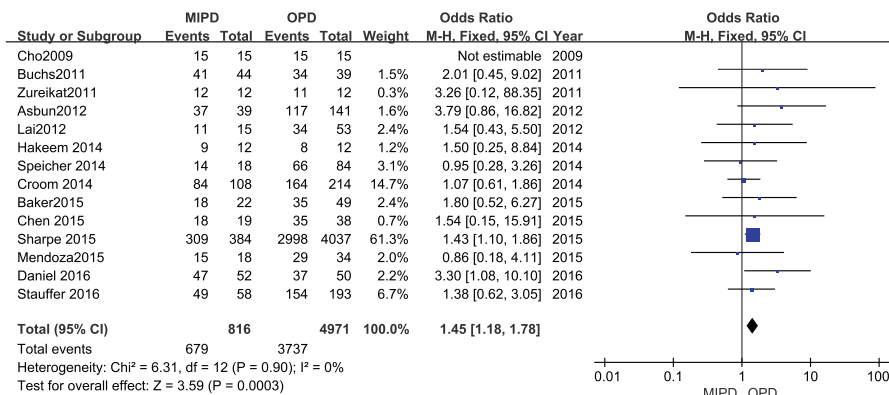 MIPD OPD Odds Ratio Odds Ratio
Study or Subgroup Events Total Events Total Weight M-H, Fixed, 95% CI Year M-H, Fixed, 95% CI
Cho2009 15 15 15 15 Not estimable 2009
Buchs2011 41 44 34 39 1.5% 2.01 [0.45, 9.02] 2011
Zureikat2011 12 12 11 12 0.3% 3.26 [0.12, 88.35] 2011
Asbun2012 37 39 117 141 1.6% 3.79 [0.86, 16.82] 2012
Lai2012 11 15 34 53 2.4% 1.54 [0.43, 5.50] 2012
Hakeem 2014 9 12 8 12 1.2% 1.50 [0.25, 8.84] 2014
Speicher 2014 14 18 66 84 3.1% 0.95 [0.28, 3.26] 2014
Croom 2014 84 108 164 214 14.7% 1.07 [0.61, 1.86] 2014
Baker2015 18 22 35 49 2.4% 1.80 [0.52, 6.27] 2015
Chen 2015 18 19 35 38 0.7% 1.54 [0.15, 15.91] 2015
Sharpe 2015 309 384 2998 4037 61.3% 1.43 [1.10, 1.86] 2015
Mendoza2015 15 18 29 34 2.0% 0.86 [0.18, 4.11] 2015
Daniel 2016 47 52 37 50 2.2% 3.30 [1.08, 10.10] 2016
Stauffer 2016 49 58 154 193 6.7% 1.38 [0.62, 3.05] 2016
Total (95% CI) 816 4971 100.0% 1.45 [1.18, 1.78]
Total events 679 3737
Heterogeneity: Chi² = 6.31, df = 12 (P = 0.90); I² = 0%
Test for overall effect: Z = 3.59 (P = 0.0003)
0.01 0.1 1 10 100
MIPD OPD